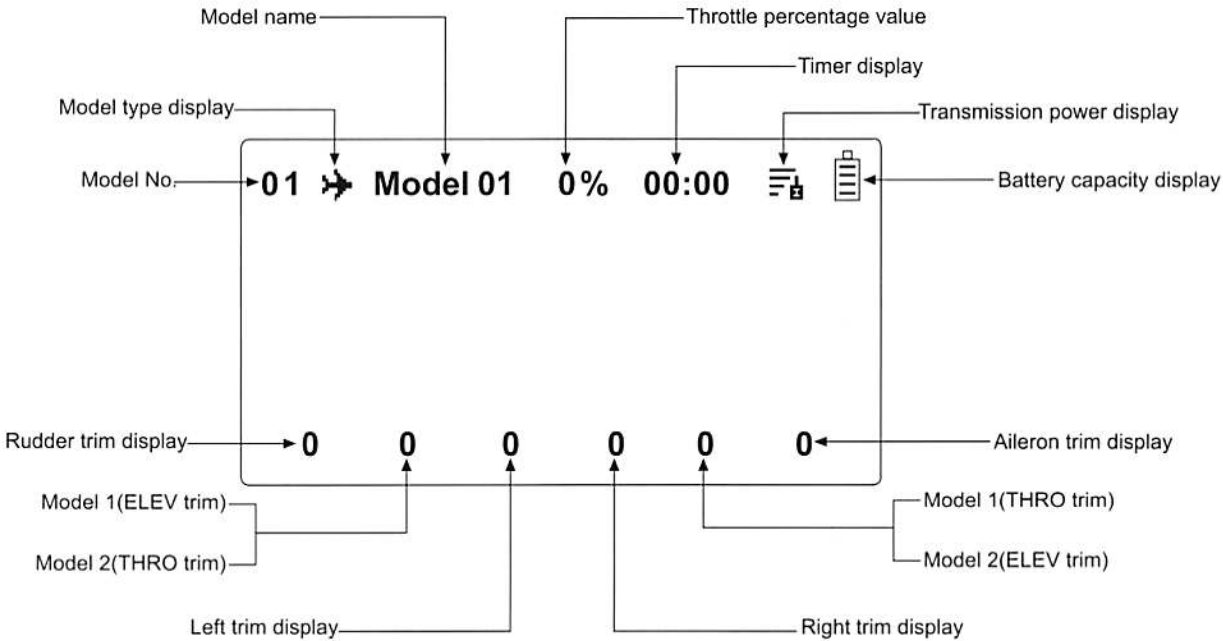 Model name
Throttle percentage value
Timer display
Model type display
Transmission power display
Model No.
01 Model 01 0% 00:00
Battery capacity display
Rudder trim display
0 0 0 0 0 0
Aileron trim display
Model 1(ELEV trim)
Model 1(THRO trim)
Model 2(THRO trim)
Model 2(ELEV trim)
Left trim display
Right trim display